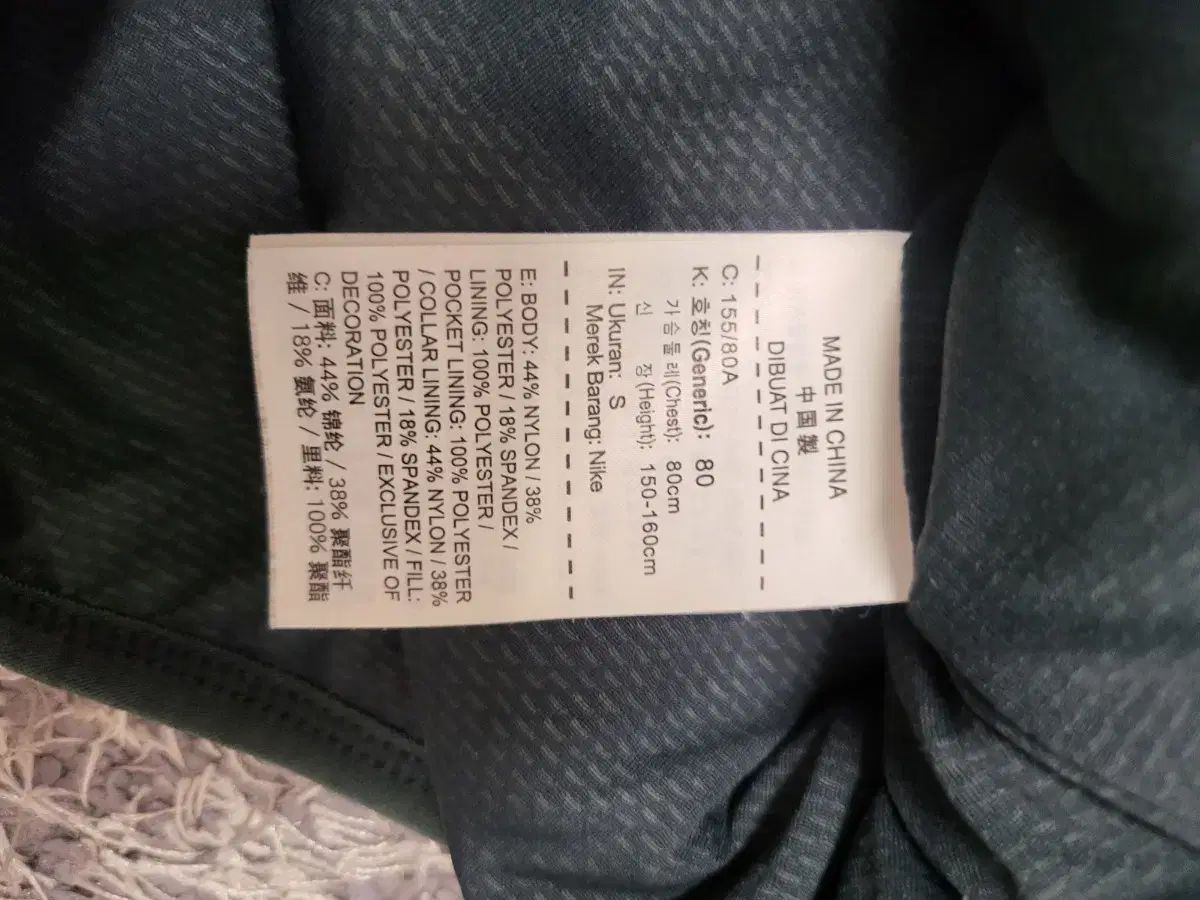 MADE IN CHINA
中国製
DIBUAT DI CINA
C: 155/80A
K: 호칭(Generic): 80
가슴둘레(Chest): 80cm
신 장(Height): 150-160cm
IN: Ukuran: S
Merek Barang: Nike
E: BODY: 44% NYLON / 38%
POLYESTER / 18% SPANDEX /
LINING: 100% POLYESTER /
POCKET LINING: 100% POLYESTER
/ COLLAR LINING: 44% NYLON / 38%
POLYESTER / 18% SPANDEX / FILL:
100% POLYESTER / EXCLUSIVE OF
DECORATION
C: 面料: 44% 锦纶 / 38% 聚酯纤
维 / 18% 氨纶 / 里料: 100% 聚酯